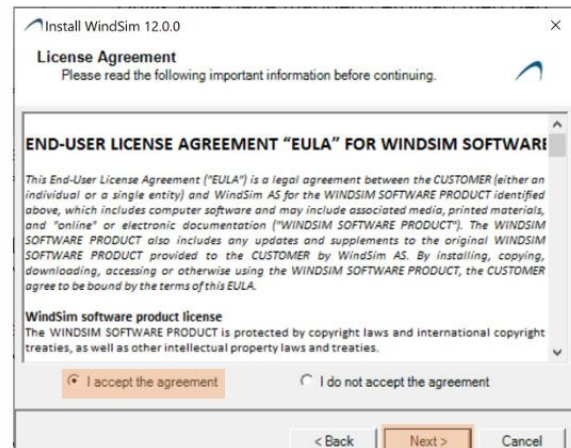 Install WindSim 12.0.0
License Agreement
Please read the following important information before continuing.
END-USER LICENSE AGREEMENT “EULA” FOR WINDSIM SOFTWARE
This End-User License Agreement ("EULA") is a legal agreement between the CUSTOMER (either an
individual or a single entity) and WindSim AS for the WINDSIM SOFTWARE PRODUCT identified
above, which includes computer software and may include associated media, printed materials,
and "online" or electronic documentation ("WINDSIM SOFTWARE PRODUCT"). The WINDSIM
SOFTWARE PRODUCT also includes any updates and supplements to the original WINDSIM
SOFTWARE PRODUCT provided to the CUSTOMER by WindSim AS. By installing, copying,
downloading, accessing or otherwise using the WINDSIM SOFTWARE PRODUCT, the CUSTOMER
agree to be bound by the terms of this EULA.
WindSim software product license
The WINDSIM SOFTWARE PRODUCT is protected by copyright laws and international copyright
treaties, as well as other intellectual property laws and treaties.
I accept the agreement
I do not accept the agreement
< Back
Next >
Cancel